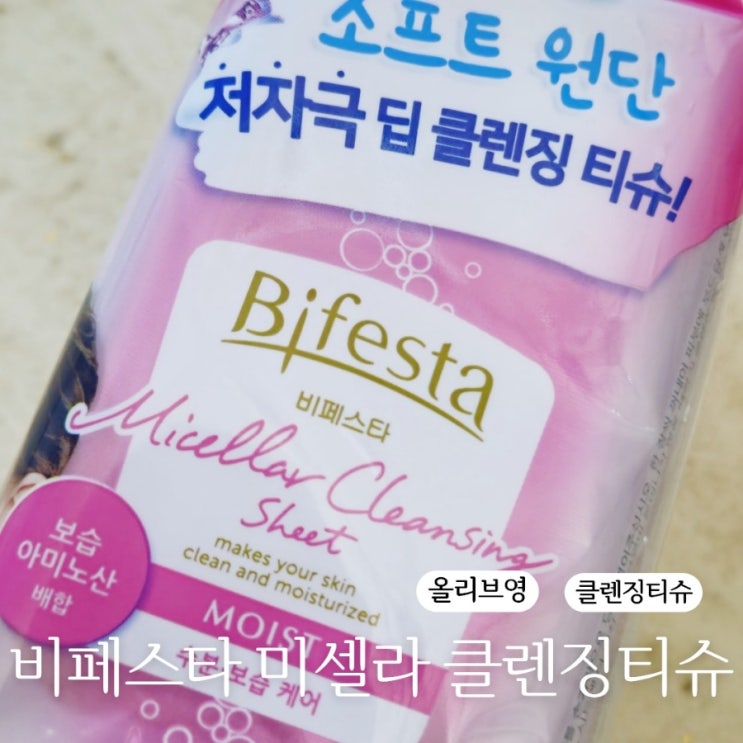 소프트 원단
저자극 딥 클렌징 티슈!
Bifesta
비페스타
Micellar Cleansing
Sheet
makes your skin
clean and moisturized
MOIST
수분 보습 케어
보습
아미노산
배합
올리브영
클렌징티슈
비페스타 미셀라 클렌징티슈